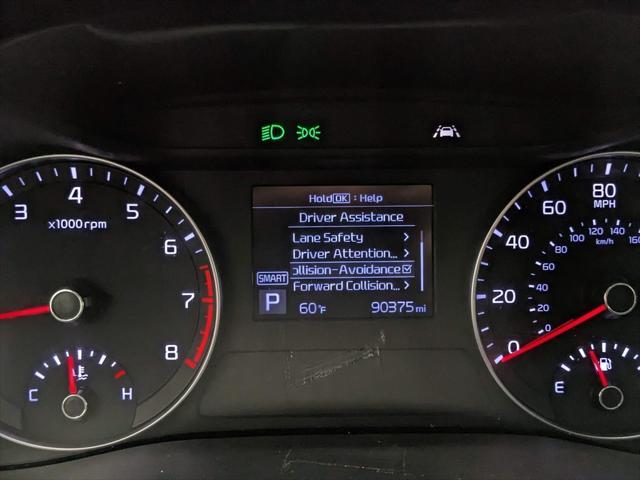 Hold OK : Help
Driver Assistance
Lane Safety >
Driver Attention... >
ollision-Avoidance
Forward Collision... >
SMART
P
60°F 90375 mi
3 4 5 6 7 8
x1000 rpm
C H
0 20 40 60 80
MPH
0 20 40 60 80 100 120 140 160
km/h
E